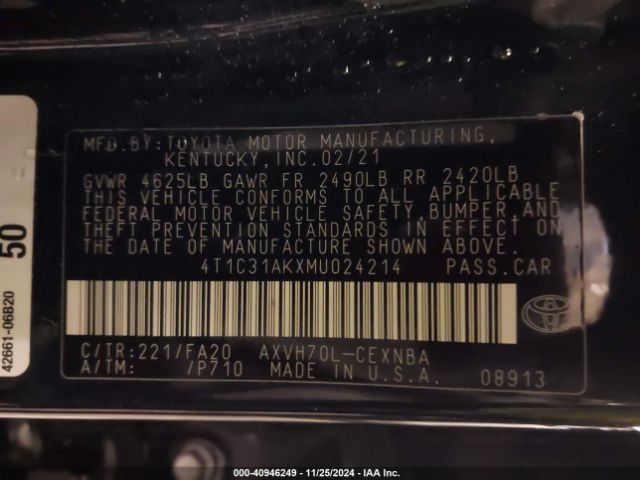 MFD. BY: TOYOTA MOTOR MANUFACTURING,
KENTUCKY, INC. 02/21
GVWR 4625LB GAWR FR 2490LB RR 2420LB
THIS VEHICLE CONFORMS TO ALL APPLICABLE
FEDERAL MOTOR VEHICLE SAFETY, BUMPER, AND
THEFT PREVENTION STANDARDS IN EFFECT ON
THE DATE OF MANUFACTURE SHOWN ABOVE.
4T1C31AKXMU024214 PASS. CAR
C/TR: 221/FA20 AXVH70L-CEXNBA
A/TM: /P710 MADE IN U.S.A. 08913
TOYOTA
50
42661-06B20
000-40946249 - 11/25/2024 - IAA Inc.